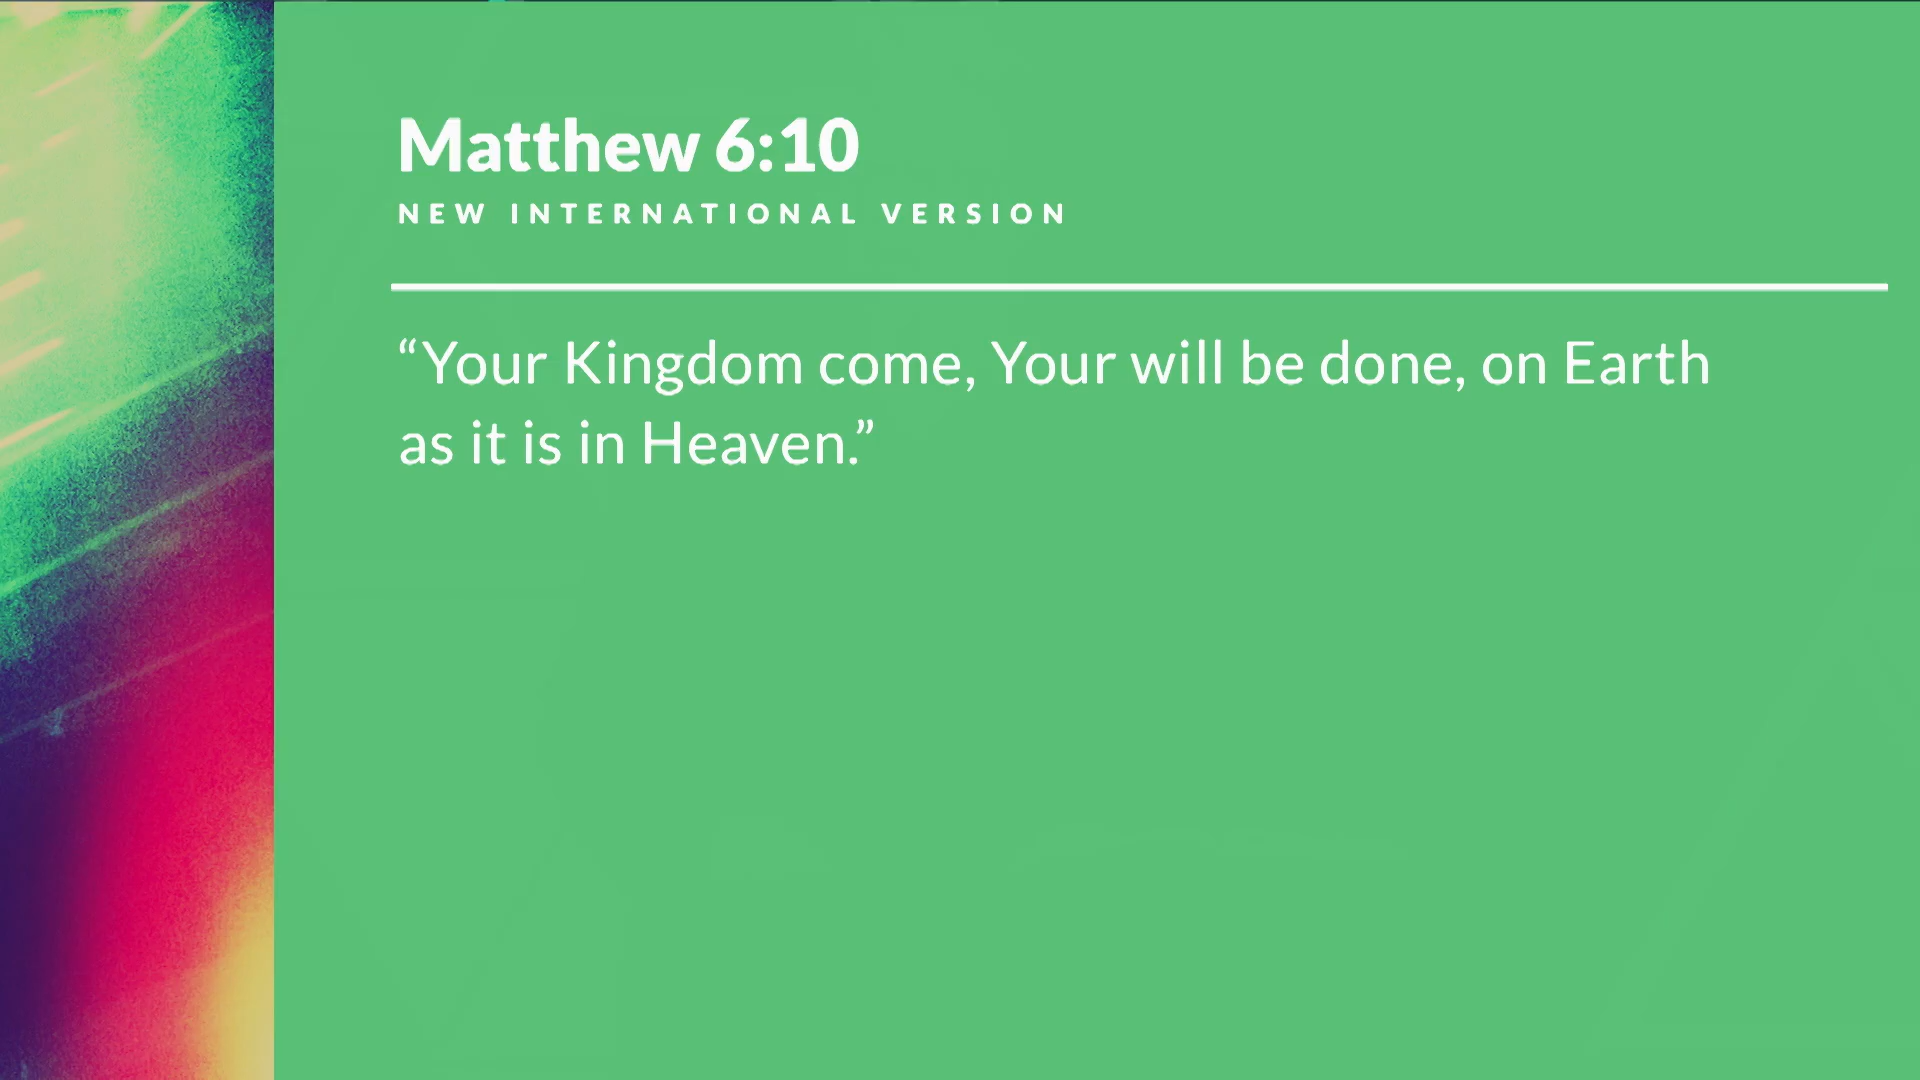 Matthew 6:10
NEW INTERNATIONAL VERSION
“Your Kingdom come, Your will be done, on Earth
as it is in Heaven.”